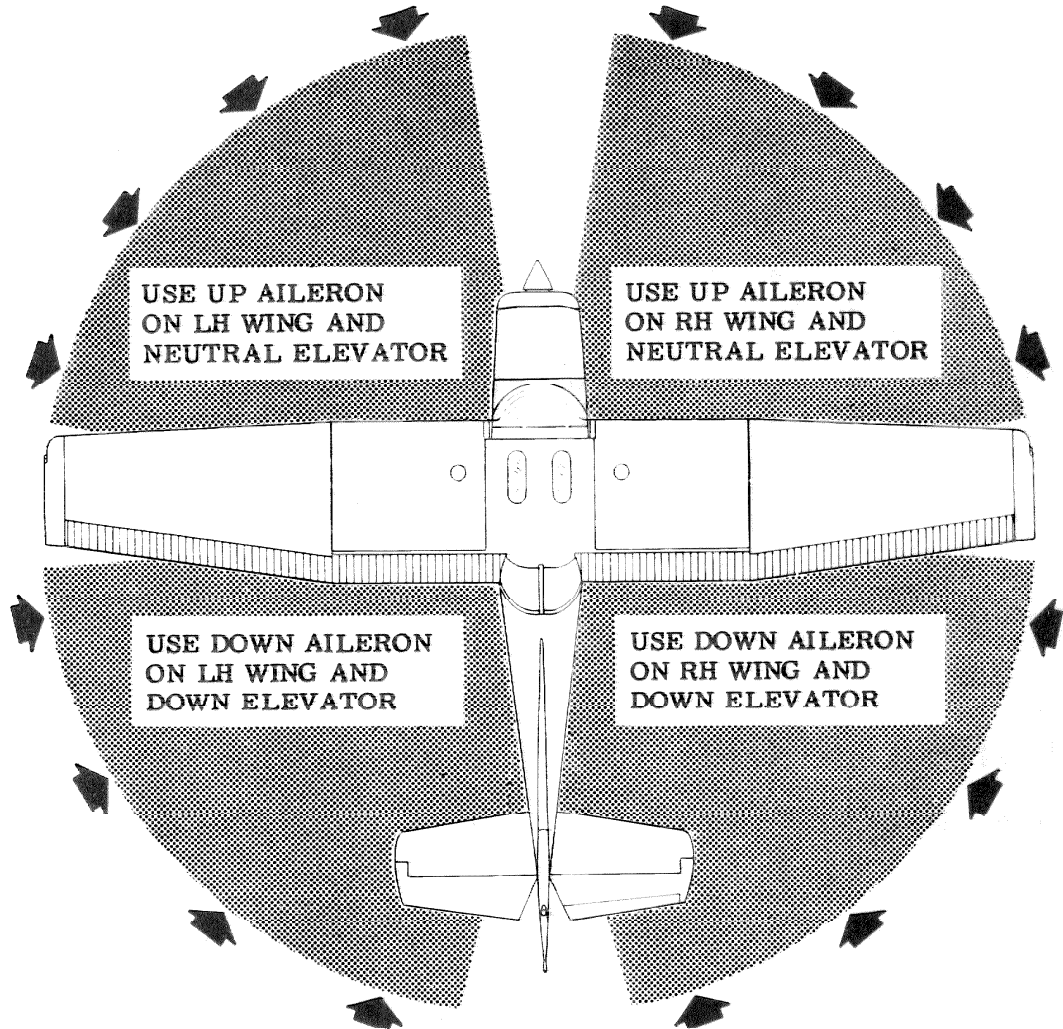 USE UP AILERON
ON LH WING AND
NEUTRAL ELEVATOR
USE UP AILERON
ON RH WING AND
NEUTRAL ELEVATOR
USE DOWN AILERON
ON LH WING AND
DOWN ELEVATOR
USE DOWN AILERON
ON RH WING AND
DOWN ELEVATOR